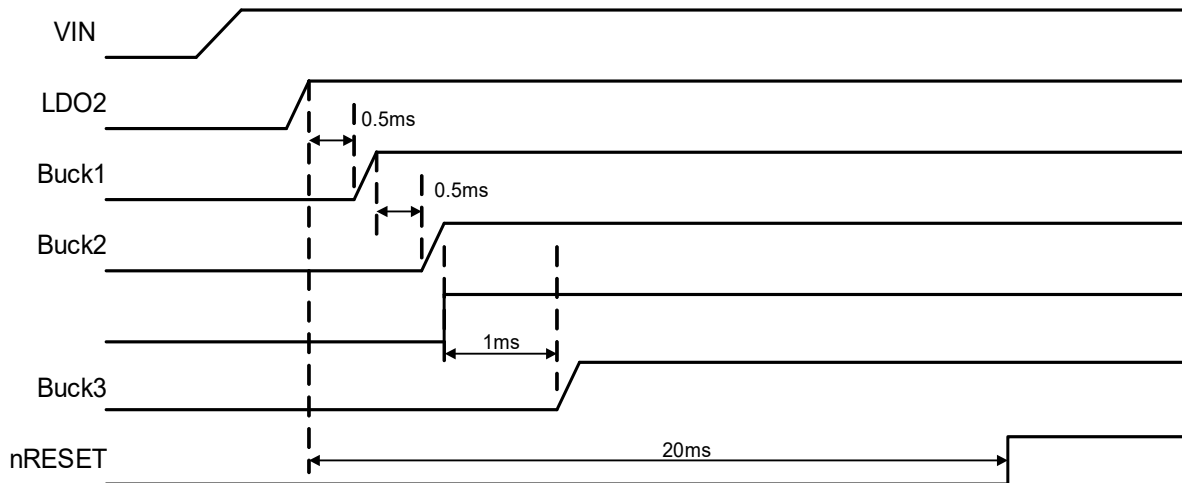 VIN
LDO2
0.5ms
Buck1
0.5ms
Buck2
1ms
Buck3
20ms
nRESET